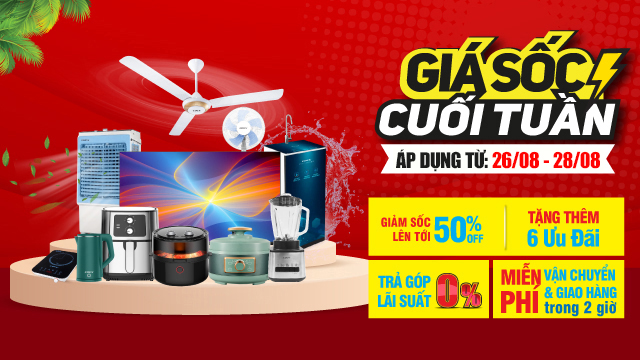 GIÁ SỐC
CUỐI TUẦN
ÁP DỤNG TỪ: 26/08 - 28/08
GIẢM SỐC
LÊN TỚI
50%
OFF
TẶNG THÊM
6 Ưu Đãi
TRẢ GÓP
LÃI SUẤT
0%
MIỄN
PHÍ
VẬN CHUYỂN
& GIAO HÀNG
trong 2 giờ